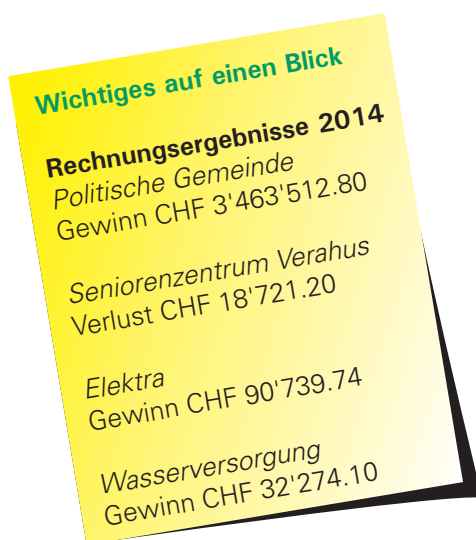 Wichtiges auf einen Blick
Rechnungsergebnisse 2014
Politische Gemeinde
Gewinn CHF 3'463'512.80
Seniorenzentrum Verahus
Verlust CHF 18'721.20
Elektra
Gewinn CHF 90'739.74
Wasserversorgung
Gewinn CHF 32'274.10